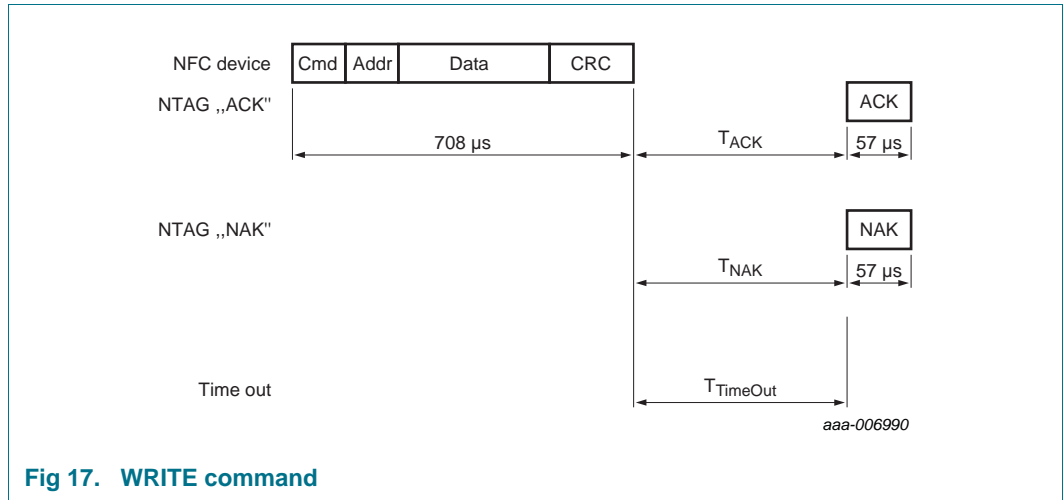 NFC device Cmd Addr Data CRC
NTAG ,,ACK" ACK
708 µs TACK 57 µs
NTAG ,,NAK" NAK
TNAK 57 µs
Time out TTimeOut
aaa-006990
Fig 17. WRITE command